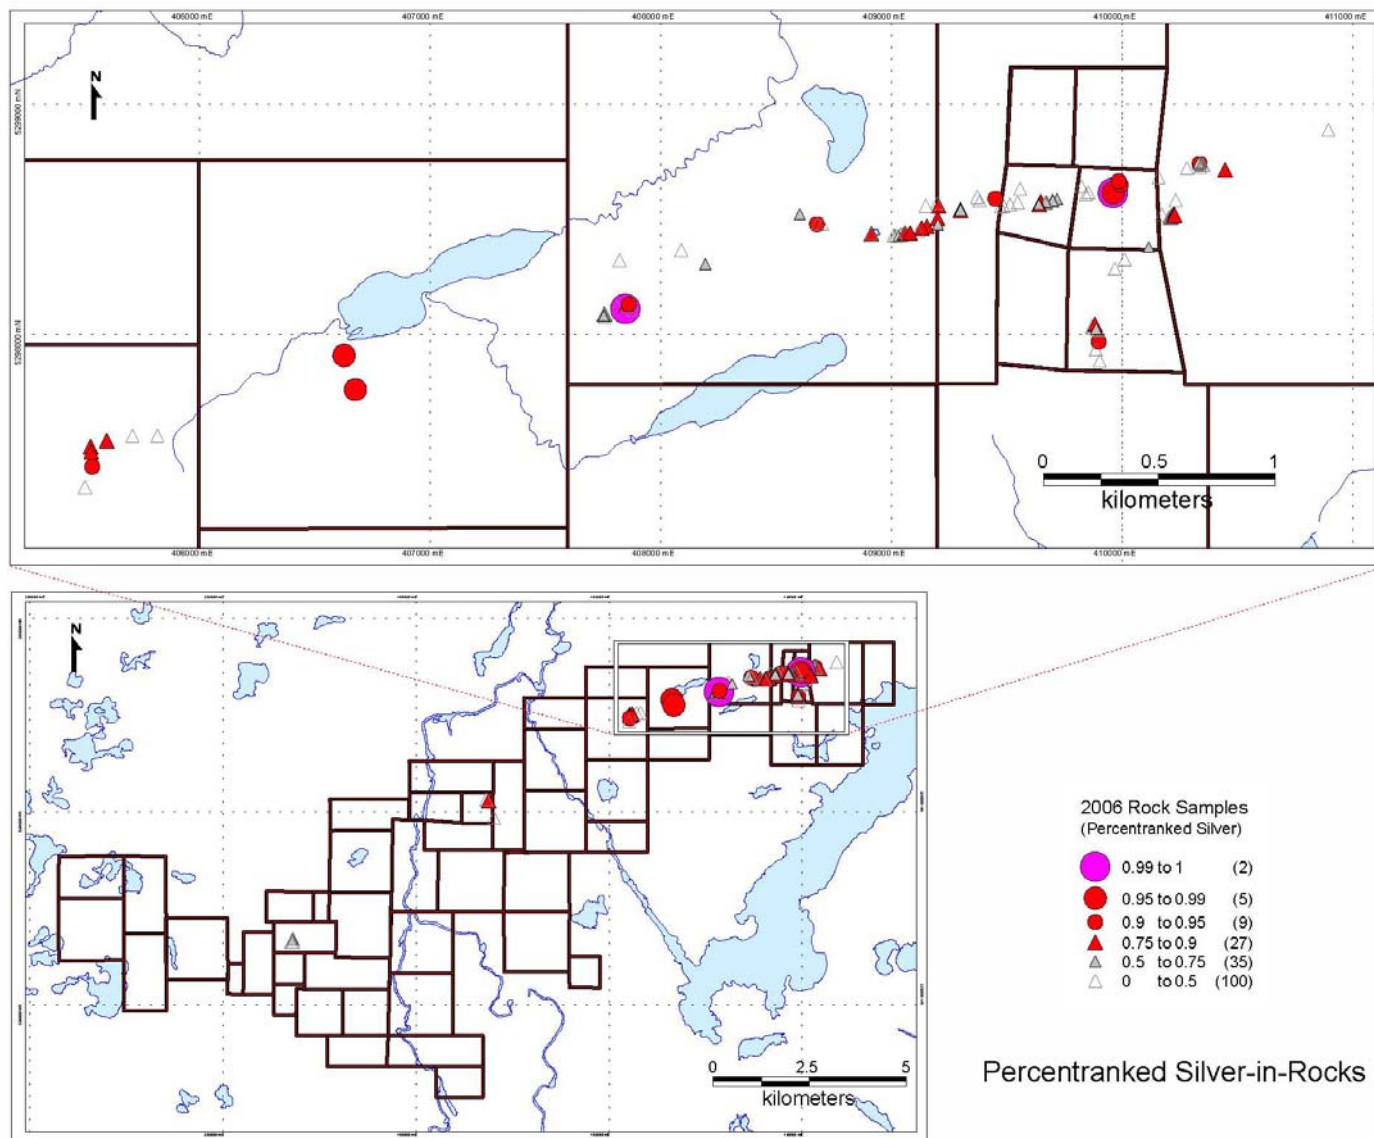 406000 mE 407000 mE 408000 mE 409000 mE 410000 mE 411000 mE
N
5299000 mN
5298000 mN
0 0.5 1
kilometers
406000 mE 407000 mE 408000 mE 409000 mE 410000 mE
N
0 2.5 5
kilometers
2006 Rock Samples
(Percentranked Silver)
0.99 to 1 (2)
0.95 to 0.99 (5)
0.9 to 0.95 (9)
0.75 to 0.9 (27)
0.5 to 0.75 (35)
0 to 0.5 (100)
Percentranked Silver-in-Rocks